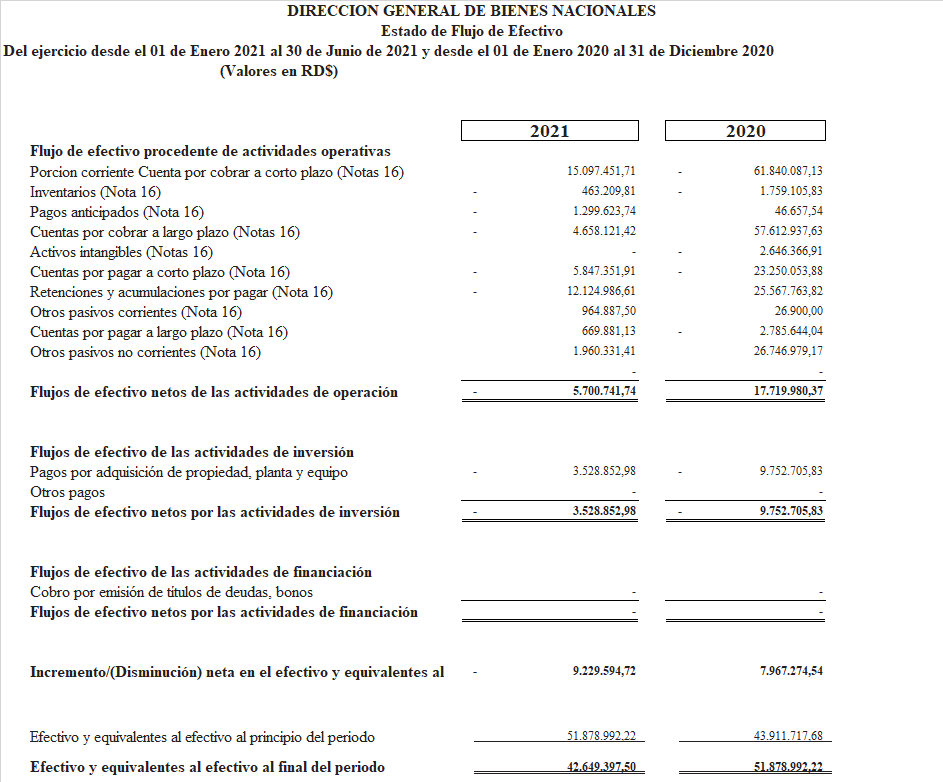 DIRECCION GENERAL DE BIENES NACIONALES
Estado de Flujo de Efectivo
Del ejercicio desde el 01 de Enero 2021 al 30 de Junio de 2021 y desde el 01 de Enero 2020 al 31 de Diciembre 2020
(Valores en RD$)
2021 2020
Flujo de efectivo procedente de actividades operativas
Porcion corriente Cuenta por cobrar a corto plazo (Notas 16) 15.097.451,71 - 61.840.087,13
Inventarios (Nota 16) - 463.209,81 - 1.759.105,83
Pagos anticipados (Nota 16) - 1.299.623,74 46.657,54
Cuentas por cobrar a largo plazo (Notas 16) - 4.658.121,42 57.612.937,63
Activos intangibles (Notas 16) - - 2.646.366,91
Cuentas por pagar a corto plazo (Nota 16) - 5.847.351,91 - 23.250.053,88
Retenciones y acumulaciones por pagar (Nota 16) - 12.124.986,61 25.567.763,82
Otros pasivos corrientes (Nota 16) 964.887,50 26.900,00
Cuentas por pagar a largo plazo (Nota 16) 669.881,13 - 2.785.644,04
Otros pasivos no corrientes (Nota 16) 1.960.331,41 26.746.979,17
- -
Flujos de efectivo netos de las actividades de operación - 5.700.741,74 17.719.980,37
Flujos de efectivo de las actividades de inversión
Pagos por adquisición de propiedad, planta y equipo - 3.528.852,98 - 9.752.705,83
Otros pagos - -
Flujos de efectivo netos por las actividades de inversión - 3.528.852,98 - 9.752.705,83
Flujos de efectivo de las actividades de financiación
Cobro por emisión de titulos de deudas, bonos - -
Flujos de efectivo netos por las actividades de financiación - -
Incremento/(Disminución) neta en el efectivo y equivalentes al - 9.229.594,72 7.967.274,54
Efectivo y equivalentes al efectivo al principio del periodo 51.878.992,22 43.911.717,68
Efectivo y equivalentes al efectivo al final del periodo 42.649.397,50 51.878.992,22